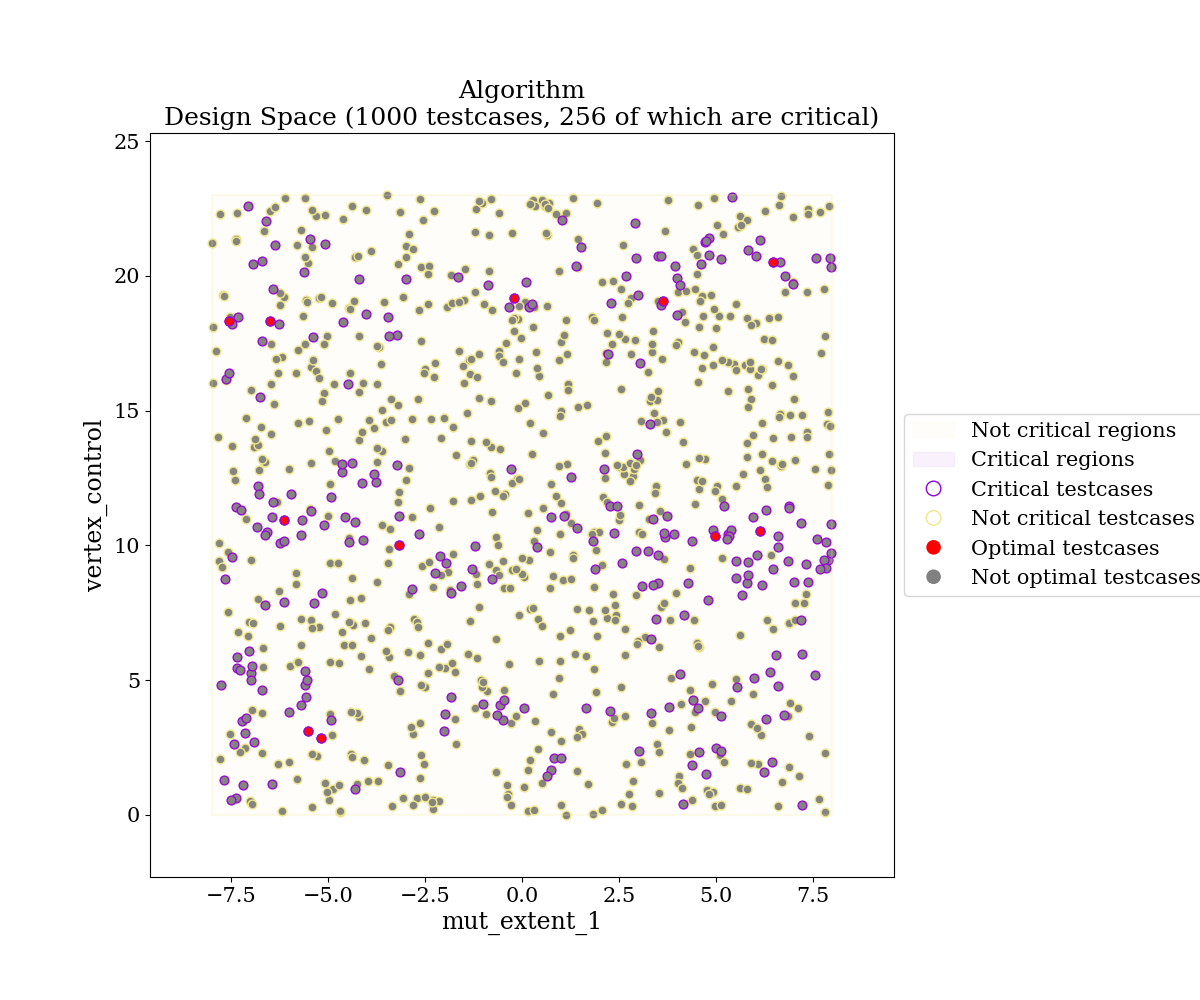 Algorithm
Design Space (1000 testcases, 256 of which are critical)
25
20
15
10
5
0
vertex_control
−7.5 −5.0 −2.5 0.0 2.5 5.0 7.5
mut_extent_1
Not critical regions
Critical regions
Critical testcases
Not critical testcases
Optimal testcases
Not optimal testcases